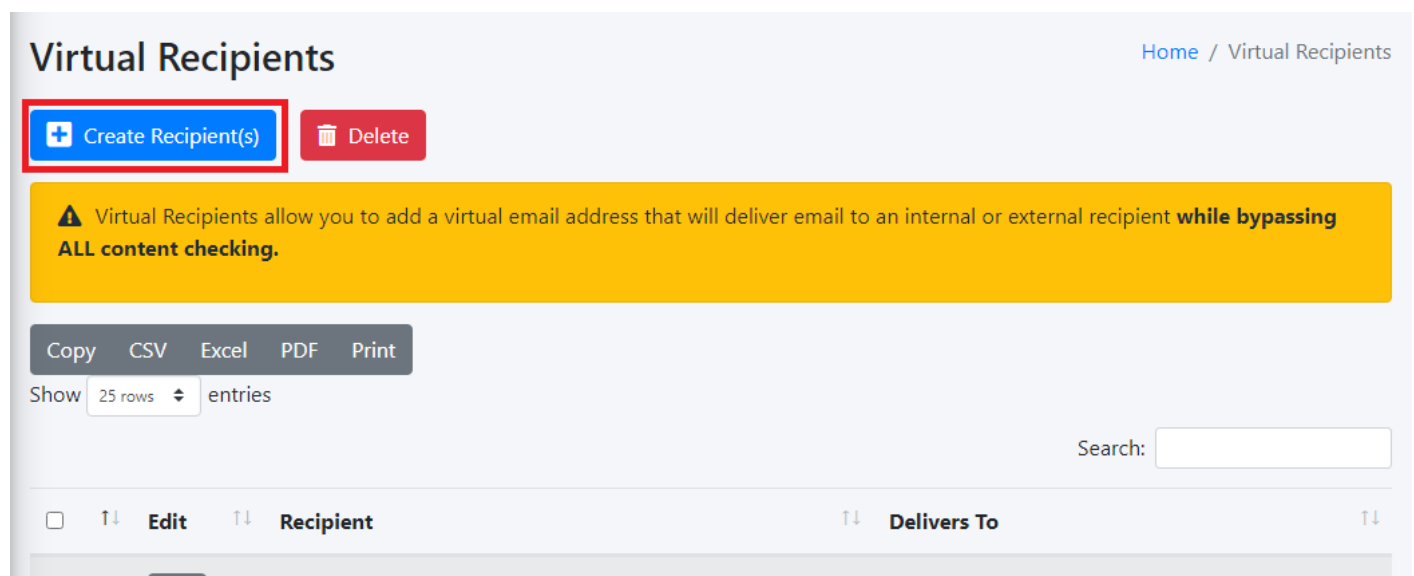 Virtual Recipients
Home / Virtual Recipients
Create Recipient(s)
Delete
Virtual Recipients allow you to add a virtual email address that will deliver email to an internal or external recipient while bypassing
ALL content checking.
Copy CSV Excel PDF Print
Show 25 rows entries
Search:
Edit Recipient Delivers To